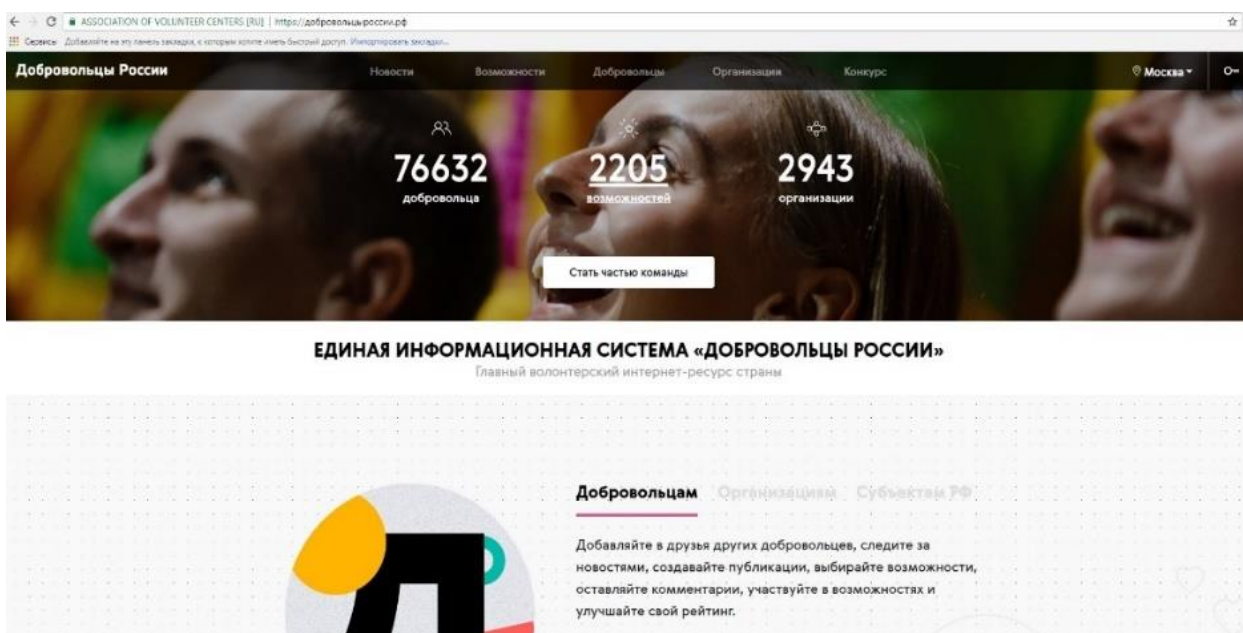 ASSOCIATION OF VOLUNTEER CENTERS [RU] | https://добровольцыроссии.рф
Сервисы Добавляйте на эту панель закладки, к которым хотите иметь быстрый доступ. Импортировать закладки...
Добровольцы России Новости Возможности Добровольцы Организации Конкурс Москва
76632 2205 2943
добровольца возможностей организации
Стать частью команды
ЕДИНАЯ ИНФОРМАЦИОННАЯ СИСТЕМА «ДОБРОВОЛЬЦЫ РОССИИ»
Главный волонтерский интернет-ресурс страны
Добровольцам Организациям Субъектам РФ
Добавляйте в друзья других добровольцев, следите за
новостями, создавайте публикации, выбирайте возможности,
оставляйте комментарии, участвуйте в возможностях и
улучшайте свой рейтинг.